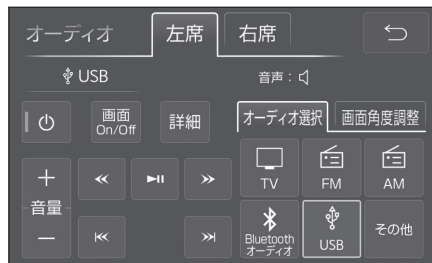 オーディオ 左席 右席
USB 音声：
画面
On/Off
詳細
オーディオ選択 画面角度調整
＋
音量
－
TV FM AM
Bluetooth
オーディオ
USB その他